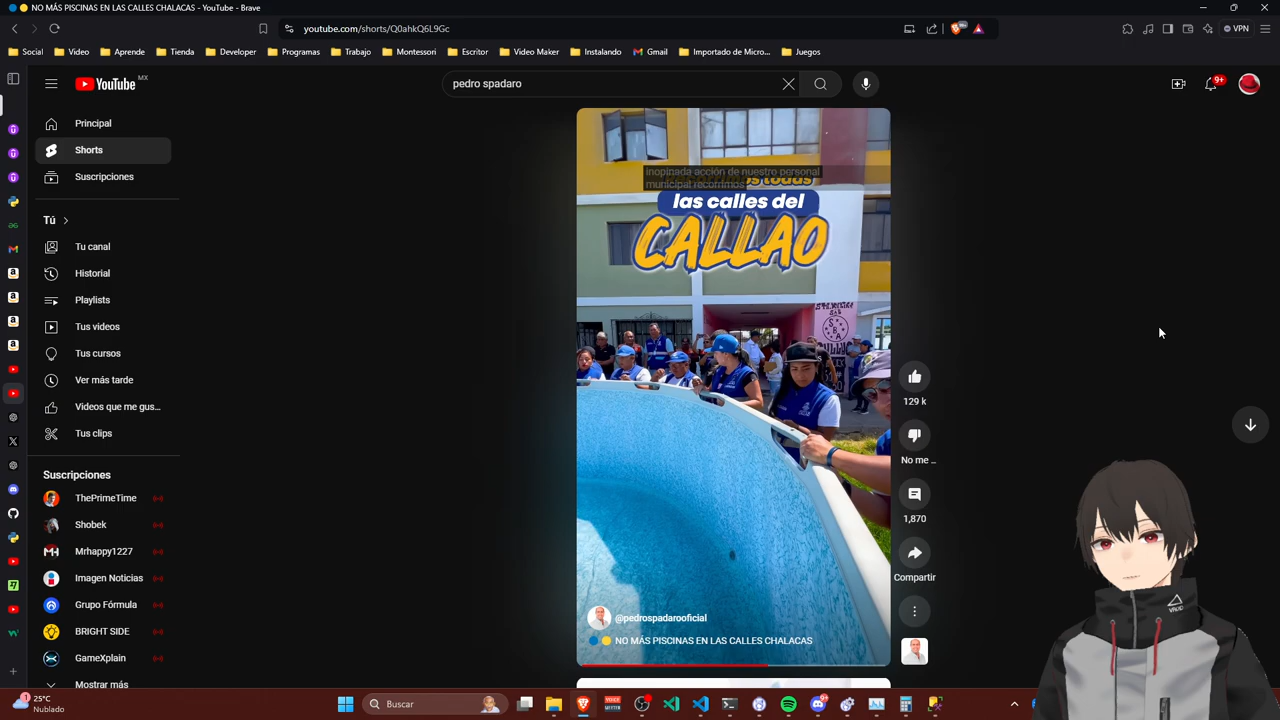 NO MÁS PISCINAS EN LAS CALLES CHALACAS - YouTube - Brave
youtube.com/shorts/Q0ahkQ6L9Gc
VPN
Social
Video
Aprende
Tienda
Developer
Programas
Trabajo
Montessori
Escritor
Video Maker
Instalando
Gmail
Importado de Micro...
Juegos
YouTube MX
pedro spadaro
9+
Principal
Shorts
Suscripciones
Tú
Tu canal
Historial
Playlists
Tus videos
Tus cursos
Ver más tarde
Videos que me gus...
Tus clips
Suscripciones
ThePrimeTime
Shobek
Mrhappy1227
Imagen Noticias
Grupo Fórmula
BRIGHT SIDE
GameXplain
Mostrar más
inopinada acción de nuestro personal
municipal recorrimos
las calles del
CALLAO
129 k
No me ...
1,870
Compartir
@pedrospadarooficial
NO MÁS PISCINAS EN LAS CALLES CHALACAS
25°C
Nublado
Buscar